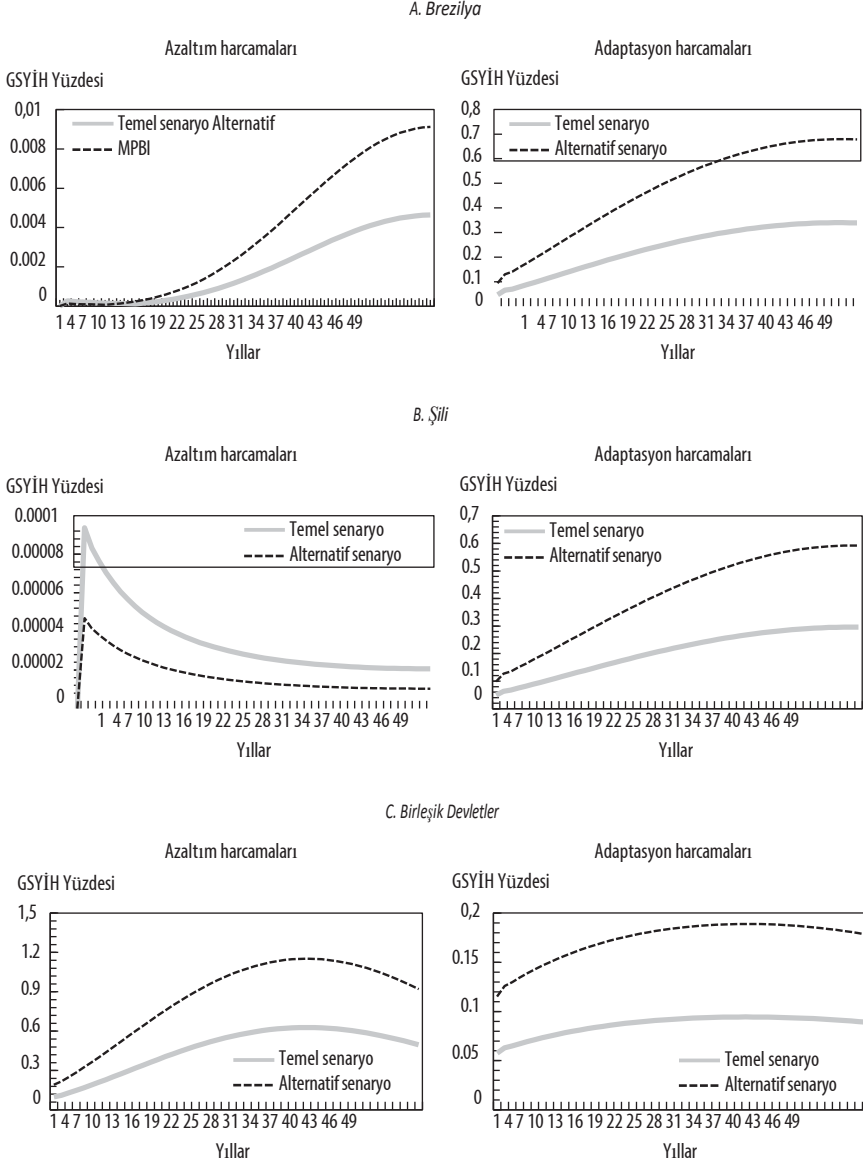 A. Brezilya
Azaltım harcamaları
GSYİH Yüzdesi
0,01
0.008
0.006
0.004
0.002
0
Temel senaryo Alternatif
MPBI
1 4 7 10 13 16 19 22 25 28 31 34 37 40 43 46 49
Yıllar
Adaptasyon harcamaları
GSYİH Yüzdesi
0,8
0.7
0.6
0.5
0.4
0.3
0.2
0.1
0
Temel senaryo
Alternatif senaryo
1 4 7 10 13 16 19 22 25 28 31 34 37 40 43 46 49
Yıllar
B. Şili
Azaltım harcamaları
GSYİH Yüzdesi
0.0001
0.00008
0.00006
0.00004
0.00002
0
Temel senaryo
Alternatif senaryo
1 4 7 10 13 16 19 22 25 28 31 34 37 40 43 46 49
Yıllar
Adaptasyon harcamaları
GSYİH Yüzdesi
0,7
0.6
0.5
0.4
0.3
0.2
0.1
0
Temel senaryo
Alternatif senaryo
1 4 7 10 13 16 19 22 25 28 31 34 37 40 43 46 49
Yıllar
C. Birleşik Devletler
Azaltım harcamaları
GSYİH Yüzdesi
1,5
1.2
0.9
0.6
0.3
0
Temel senaryo
Alternatif senaryo
1 4 7 10 13 16 19 22 25 28 31 34 37 40 43 46 49
Yıllar
Adaptasyon harcamaları
GSYİH Yüzdesi
0,2
0.15
0.1
0.05
0
Temel senaryo
Alternatif senaryo
1 4 7 10 13 16 19 22 25 28 31 34 37 40 43 46 49
Yıllar